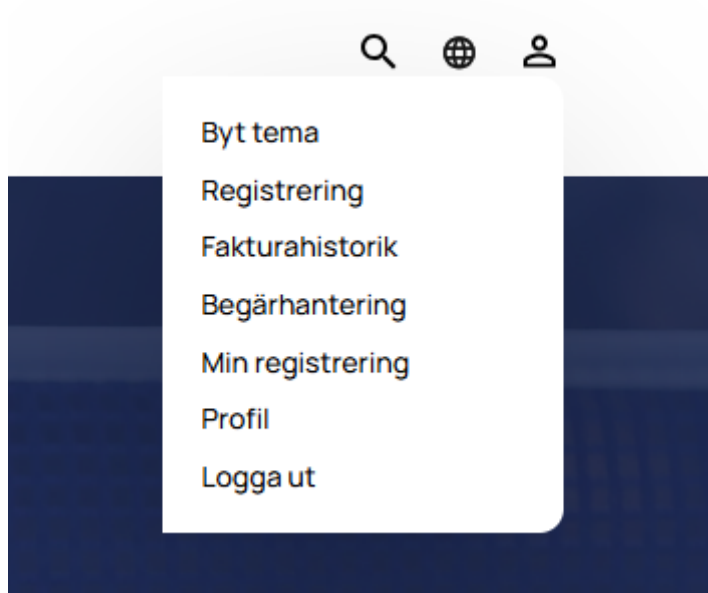 Byt tema
Registrering
Fakturahistorik
Begärhantering
Min registrering
Profil
Logga ut